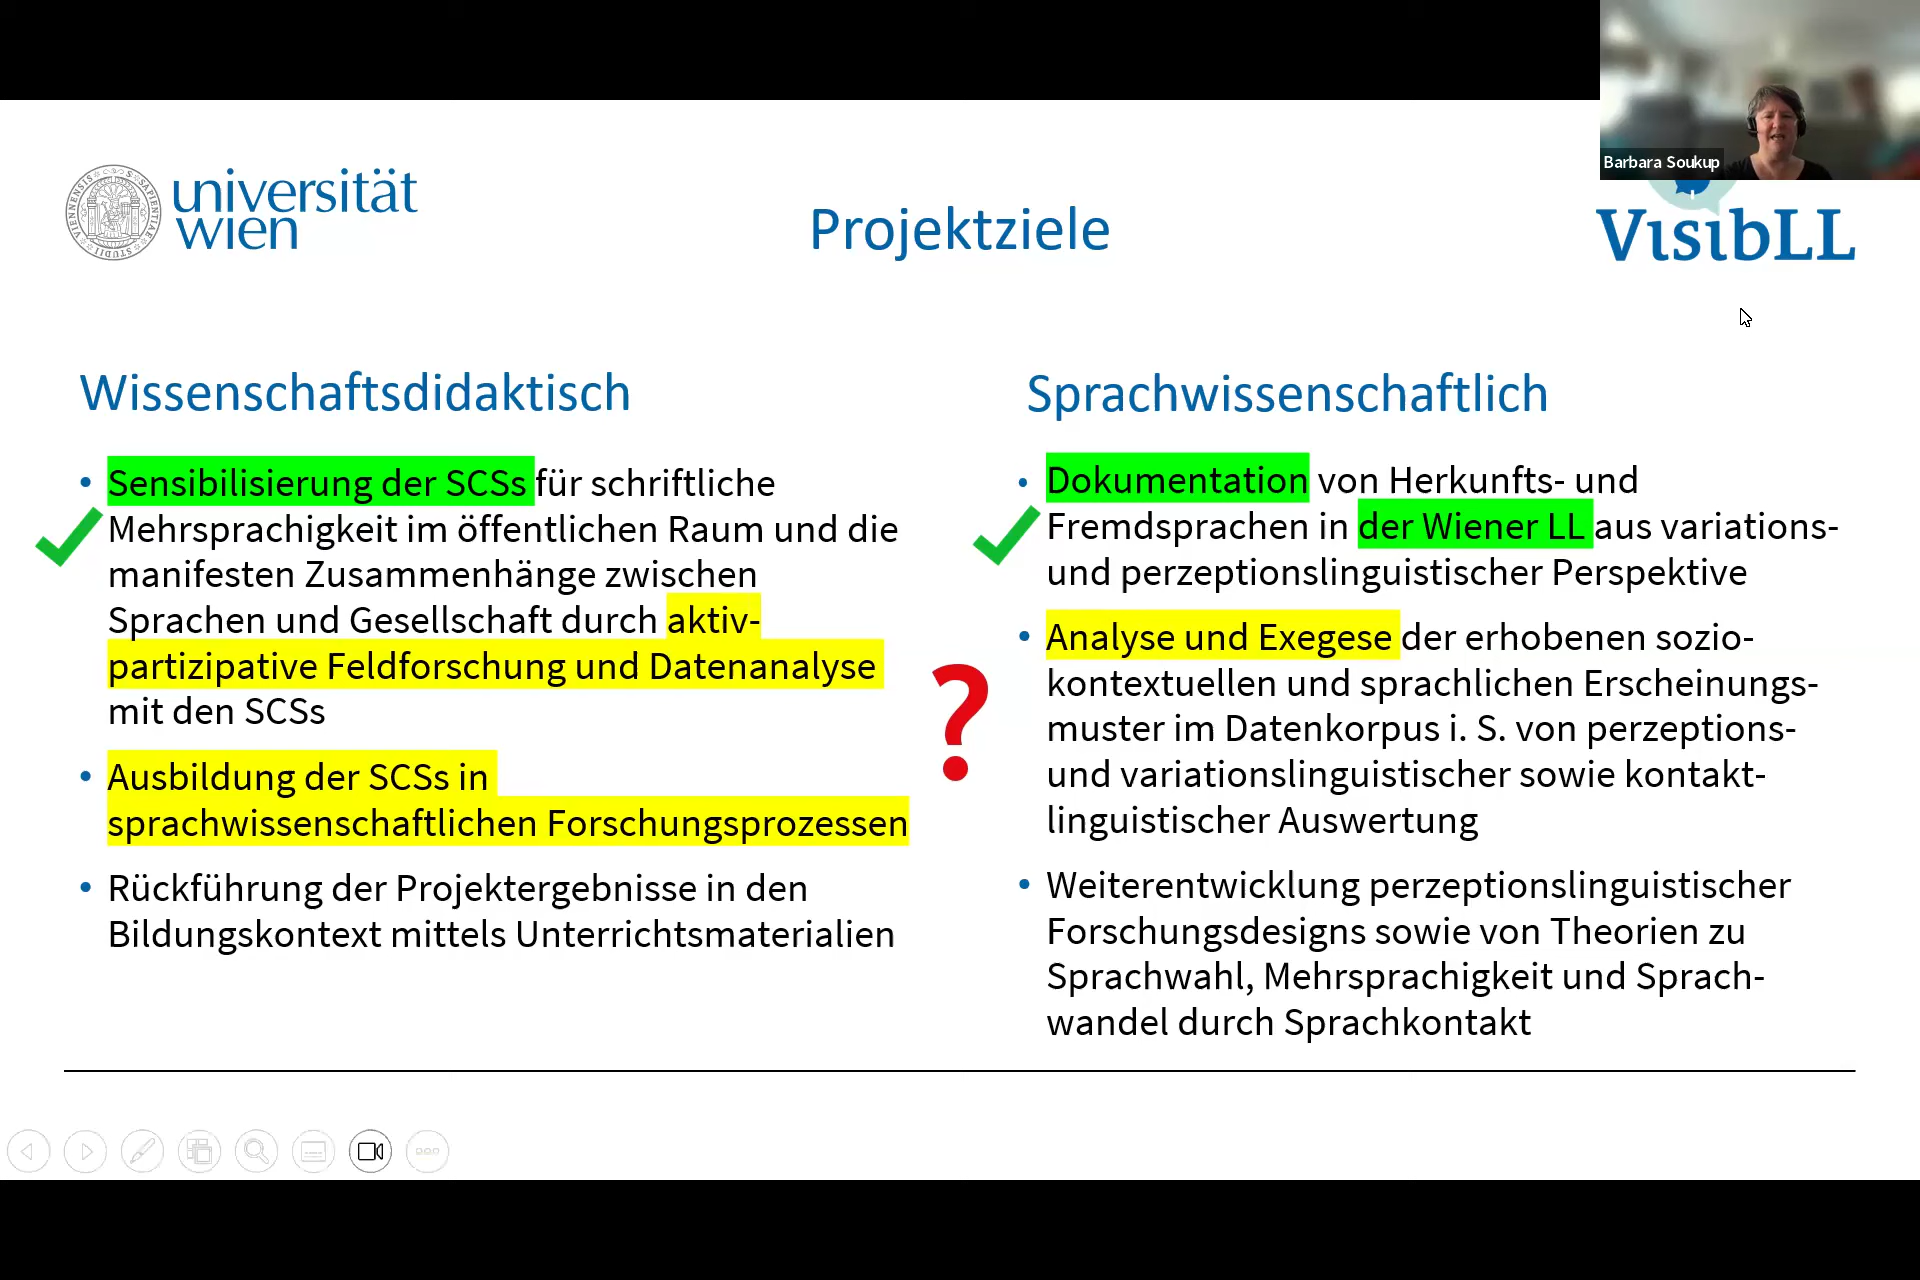 Barbara Soukup
universität
wien
Projektziele
VisibLL
Wissenschaftsdidaktisch
• Sensibilisierung der SCSs für schriftliche
Mehrsprachigkeit im öffentlichen Raum und die
manifesten Zusammenhänge zwischen
Sprachen und Gesellschaft durch aktiv-
partizipative Feldforschung und Datenanalyse
mit den SCSs
• Ausbildung der SCSs in
sprachwissenschaftlichen Forschungsprozessen
• Rückführung der Projektergebnisse in den
Bildungskontext mittels Unterrichtsmaterialien
?
Sprachwissenschaftlich
• Dokumentation von Herkunfts- und
Fremdsprachen in der Wiener LL aus variations-
und perzeptionslinguistischer Perspektive
• Analyse und Exegese der erhobenen sozio-
kontextuellen und sprachlichen Erscheinungs-
muster im Datenkorpus i. S. von perzeptions-
und variationslinguistischer sowie kontakt-
linguistischer Auswertung
• Weiterentwicklung perzeptionslinguistischer
Forschungsdesigns sowie von Theorien zu
Sprachwahl, Mehrsprachigkeit und Sprach-
wandel durch Sprachkontakt